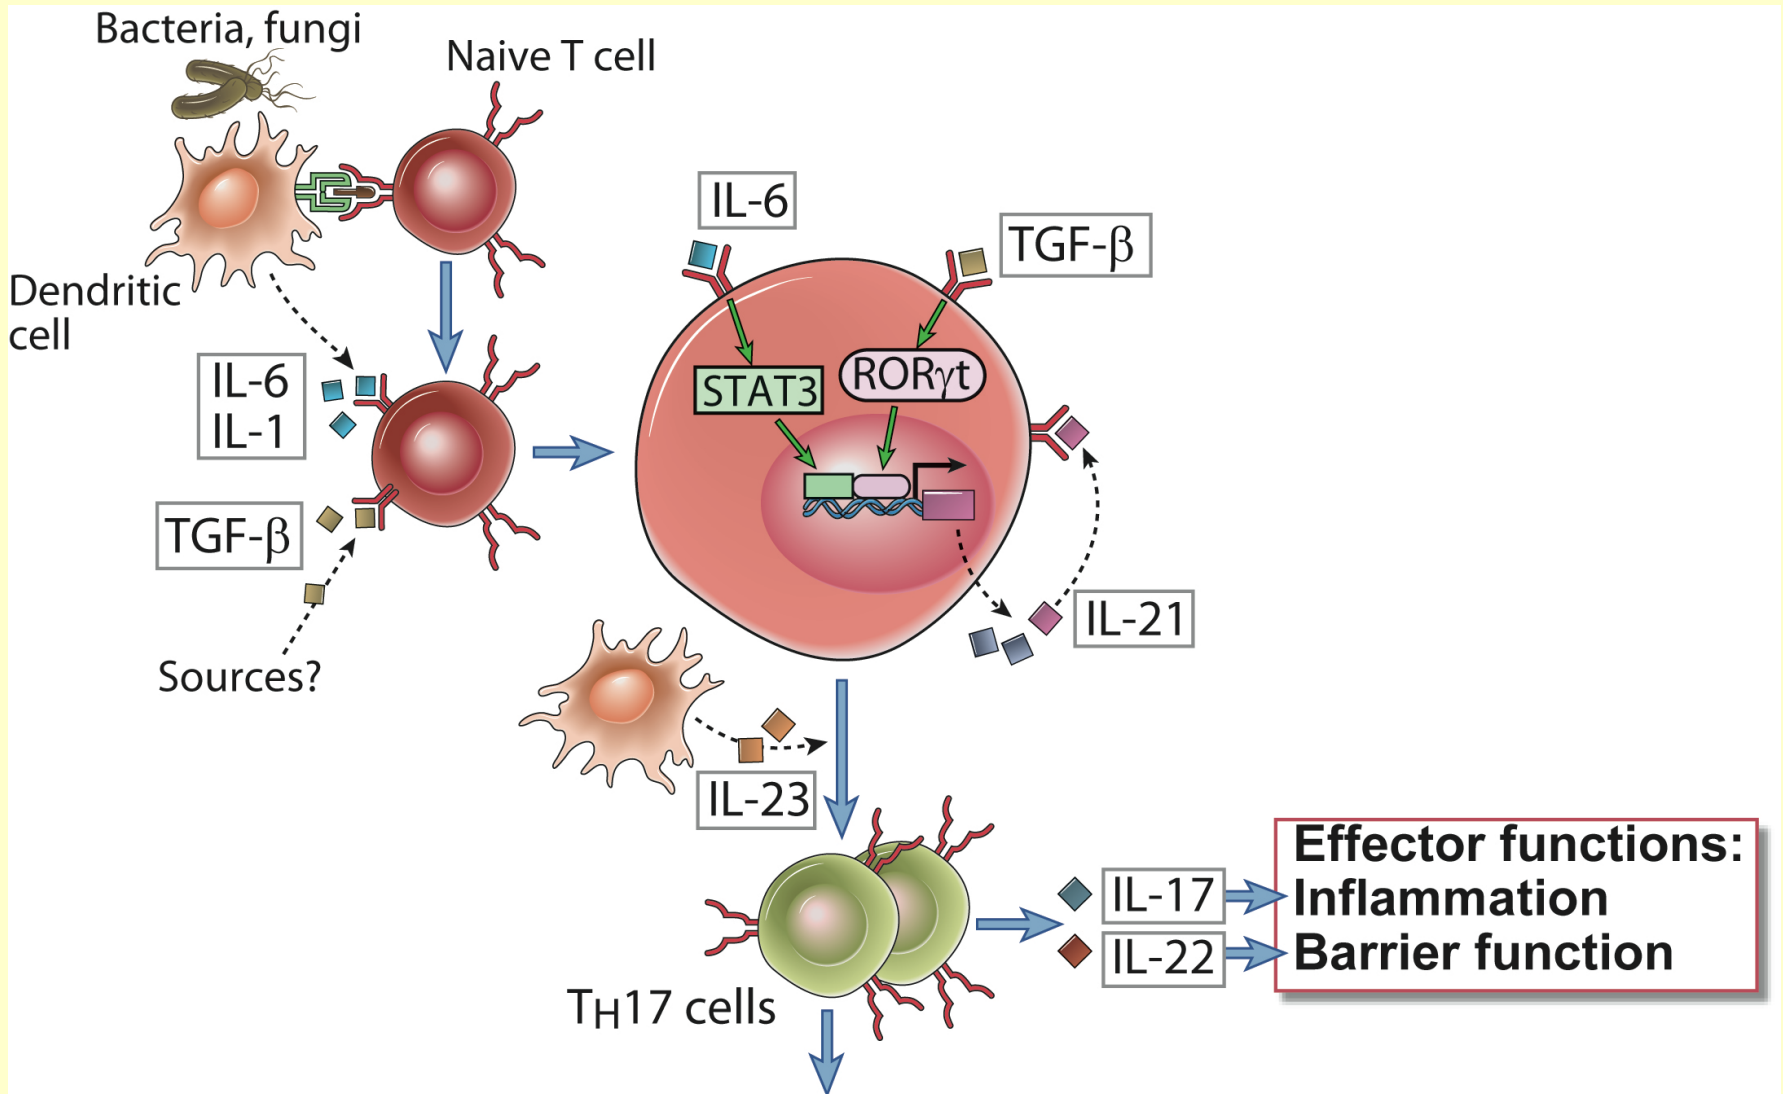 Bacteria, fungi
Naive T cell
Dendritic
cell
IL-6
IL-1
TGF-β
Sources?
IL-6
TGF-β
STAT3
RORγt
IL-21
IL-23
TH17 cells
IL-17
IL-22
Effector functions:
Inflammation
Barrier function